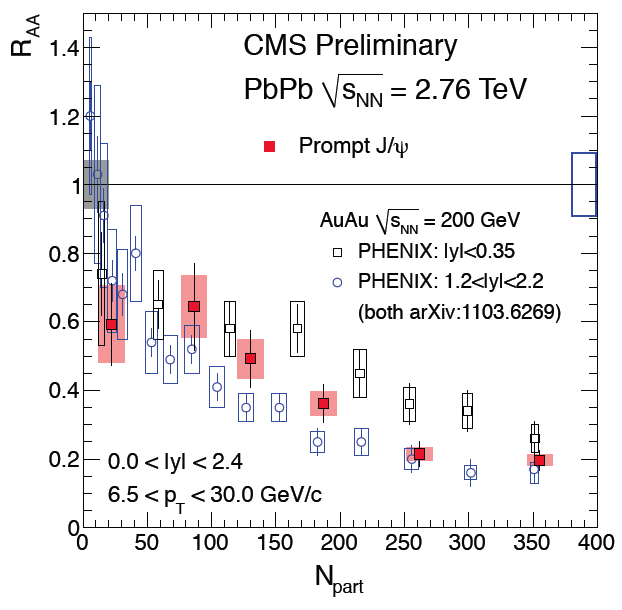 R_AA
CMS Preliminary
PbPb √s_NN = 2.76 TeV
Prompt J/ψ
AuAu √s_NN = 200 GeV
PHENIX: |y|<0.35
PHENIX: 1.2<|y|<2.2
(both arXiv:1103.6269)
0.0 < |y| < 2.4
6.5 < p_T < 30.0 GeV/c
1.4
1.2
1
0.8
0.6
0.4
0.2
0
0 50 100 150 200 250 300 350 400
N_part